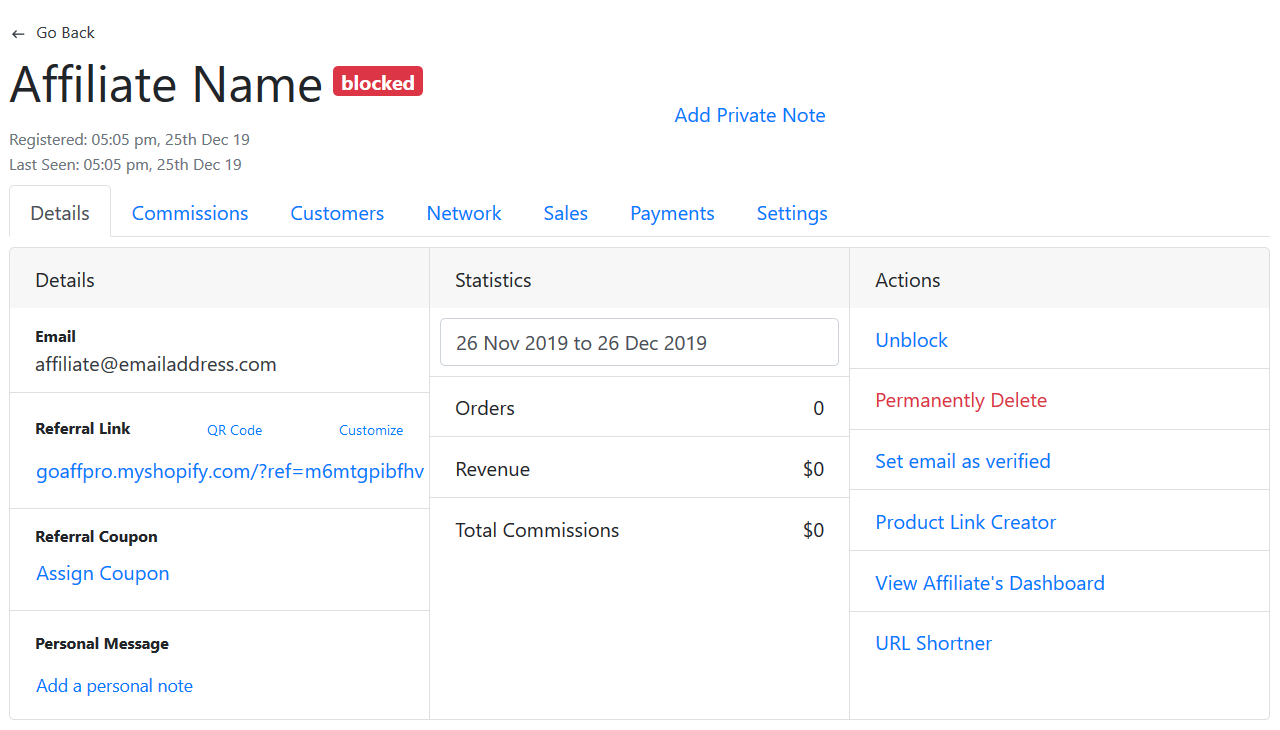 ← Go Back
Affiliate Name blocked
Add Private Note
Registered: 05:05 pm, 25th Dec 19
Last Seen: 05:05 pm, 25th Dec 19
Details Commissions Customers Network Sales Payments Settings
Details
Email
affiliate@emailaddress.com
Referral Link QR Code Customize
goaffpro.myshopify.com/?ref=m6mtgpibfhv
Referral Coupon
Assign Coupon
Personal Message
Add a personal note
Statistics
26 Nov 2019 to 26 Dec 2019
Orders 0
Revenue $0
Total Commissions $0
Actions
Unblock
Permanently Delete
Set email as verified
Product Link Creator
View Affiliate's Dashboard
URL Shortner